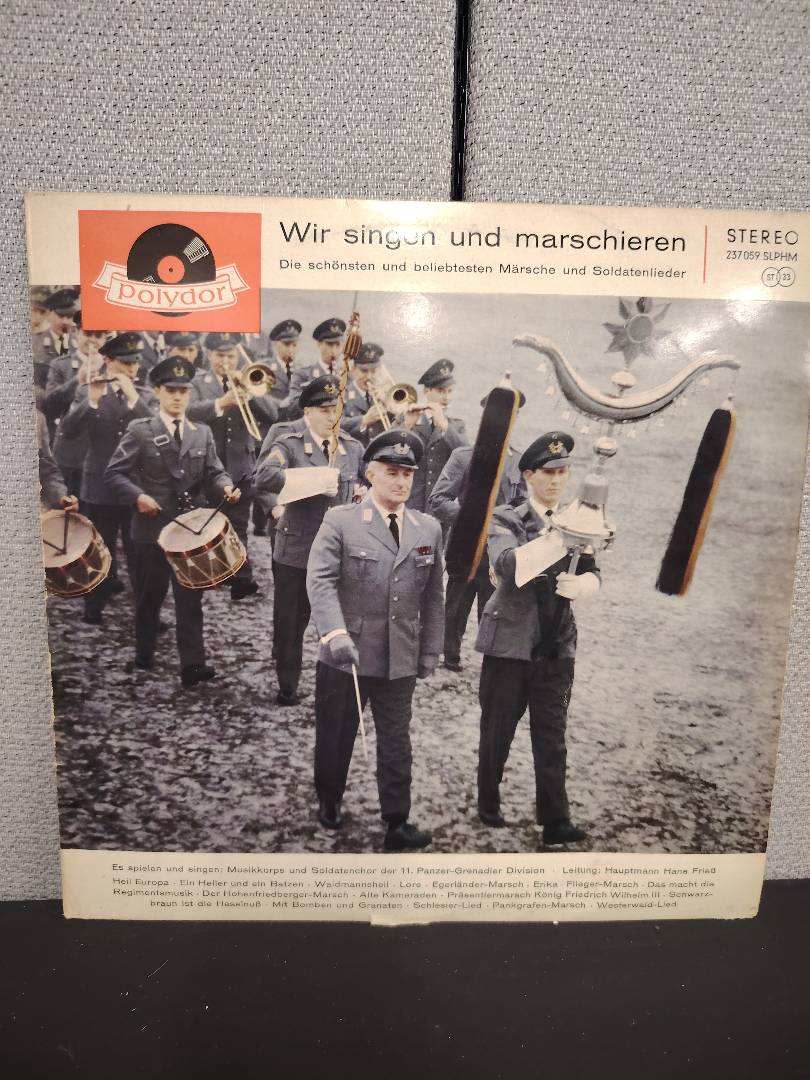 polydor
Wir singen und marschieren
Die schönsten und beliebtesten Märsche und Soldatenlieder
STEREO
237 059 SLPHM
ST 33
Es spielen und singen: Musikkorps und Soldatenchor der 11. Panzer-Grenadier Division · Leitung: Hauptmann Hans Frieß
Heil Europa · Ein Heller und ein Batzen · Waidmannsheil · Lore · Egerländer-Marsch · Erika · Flieger-Marsch · Das macht die
Regimentsmusik · Der Hohenfriedberger-Marsch · Alte Kameraden · Präsentiermarsch König Friedrich Wilhelm III · Schwarz-
braun ist die Haselnuß · Mit Bomben und Granaten · Schlesier-Lied · Pankgrafen-Marsch · Westerwald-Lied